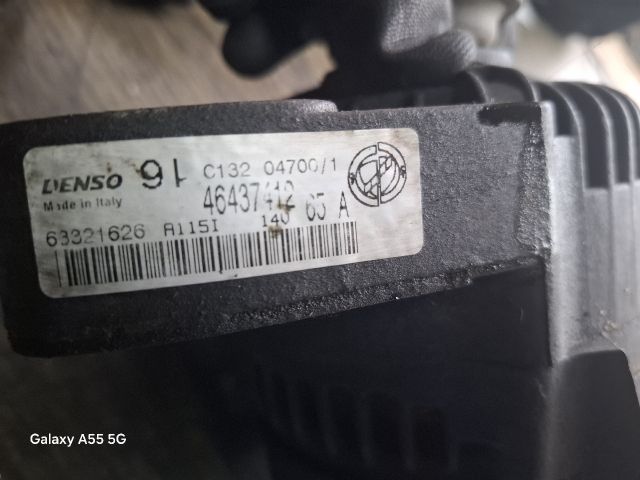 DENSO 91 C132 04700/1
Made in Italy 46437412 65 A
63321626 A115I 140
Galaxy A55 5G